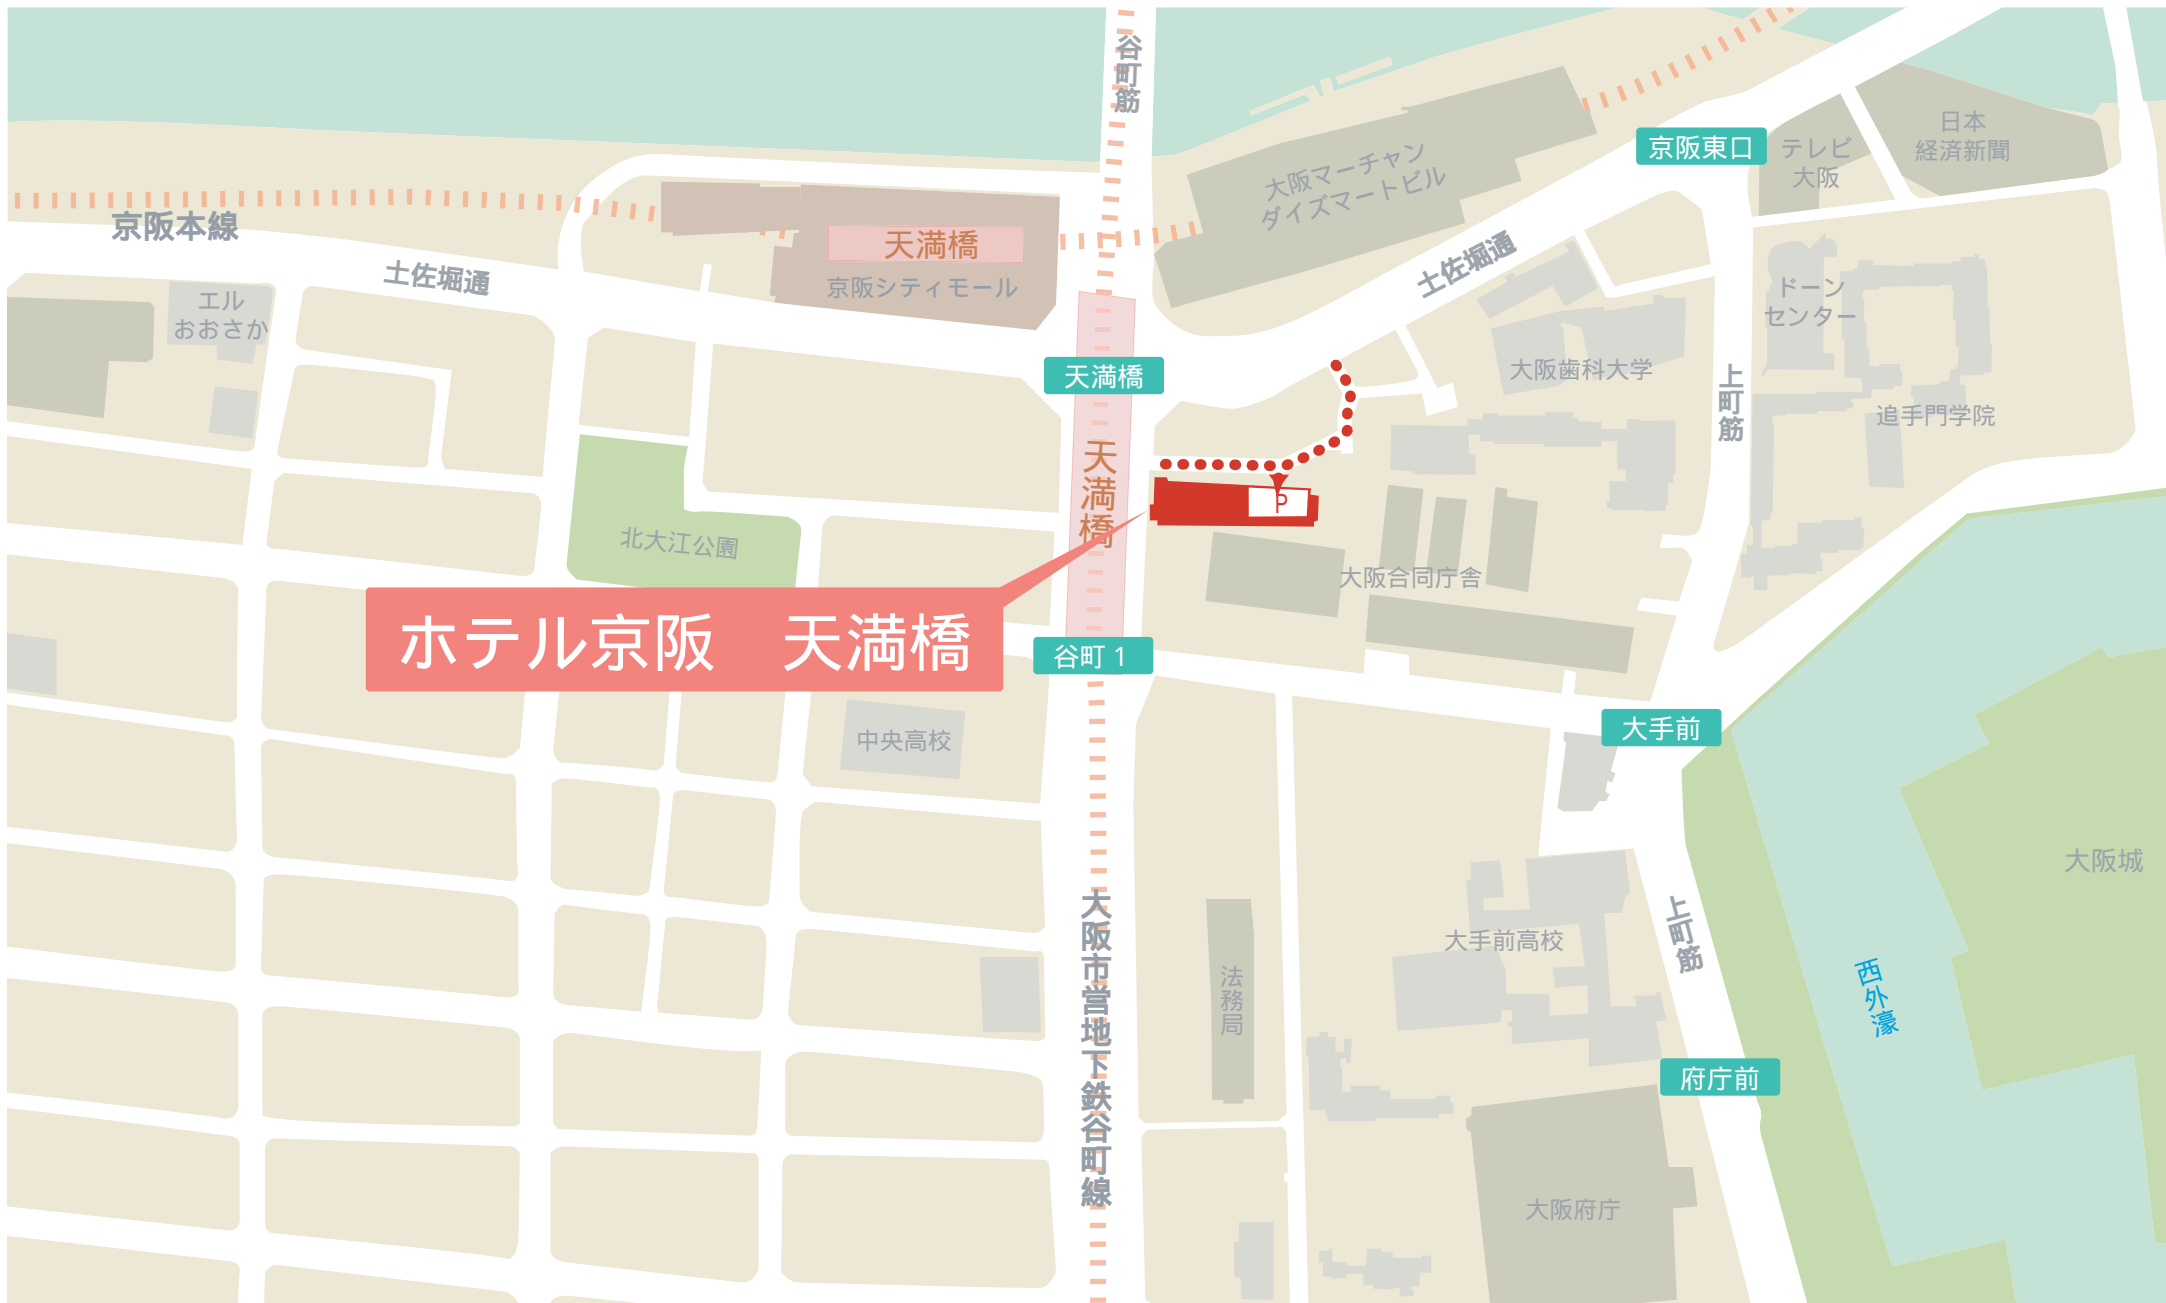 谷町筋
日本
経済新聞
京阪東口
テレビ
大阪
大阪マーチャン
ダイズマートビル
京阪本線
天満橋
土佐堀通
京阪シティモール
土佐堀通
エル
おおさか
ドーン
センター
天満橋
大阪歯科大学
上町筋
追手門学院
天満橋
P
北大江公園
大阪合同庁舎
ホテル京阪　天満橋
谷町1
大手前
中央高校
大阪城
大阪市営地下鉄谷町線
大手前高校
上町筋
西外濠
法務局
府庁前
大阪府庁